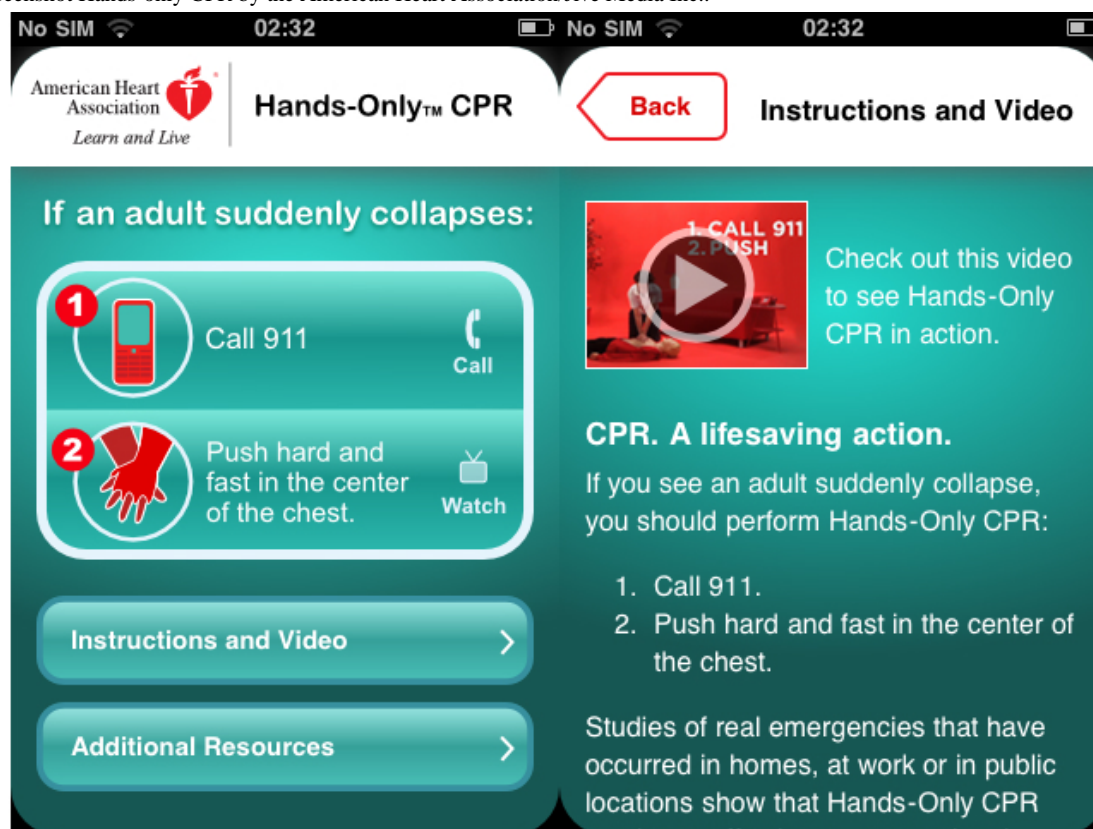 No SIM 02:32
American Heart
Association
Learn and Live
Hands-Only™ CPR
If an adult suddenly collapses:
1
Call 911
Call
2
Push hard and
fast in the center
of the chest.
Watch
Instructions and Video
Additional Resources
No SIM 02:32
Back
Instructions and Video
1. CALL 911
2. PUSH
Check out this video
to see Hands-Only
CPR in action.
CPR. A lifesaving action.
If you see an adult suddenly collapse,
you should perform Hands-Only CPR:
1. Call 911.
2. Push hard and fast in the center of
the chest.
Studies of real emergencies that have
occurred in homes, at work or in public
locations show that Hands-Only CPR